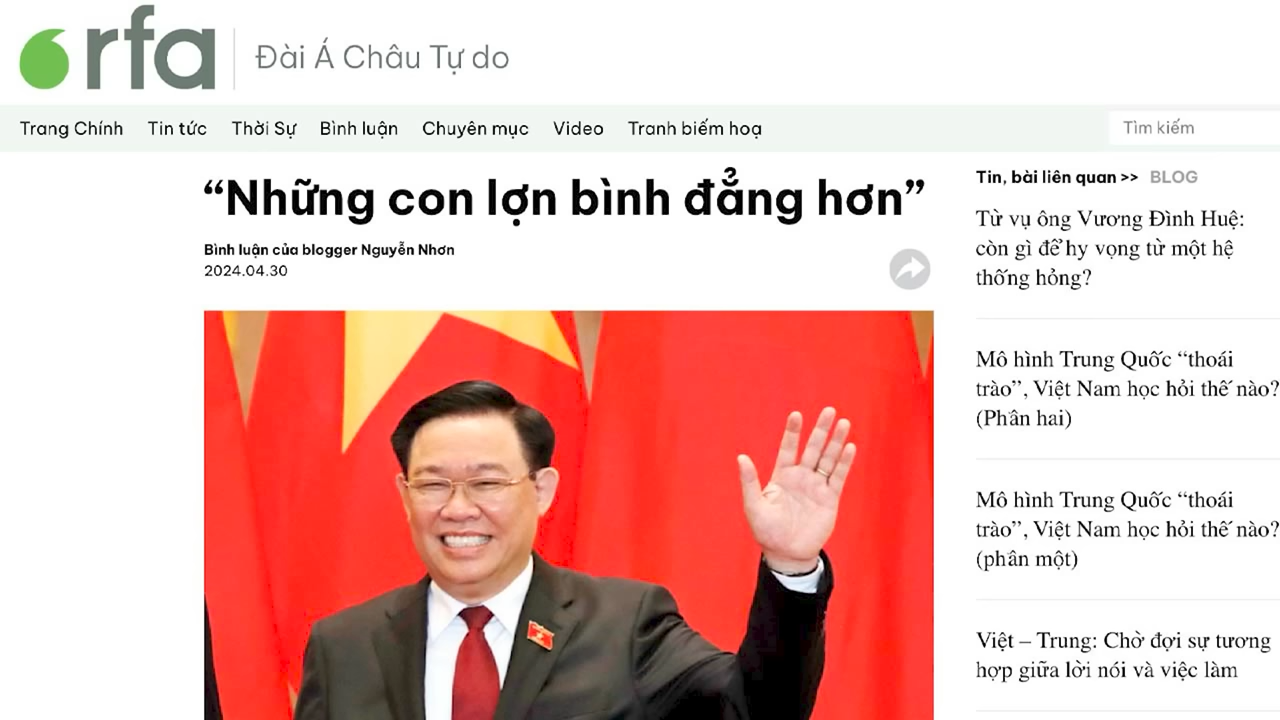 rfa
Đài Á Châu Tự do
Trang Chính Tin tức Thời Sự Bình luận Chuyên mục Video Tranh biếm hoạ
Tìm kiếm
“Những con lợn bình đẳng hơn”
Bình luận của blogger Nguyễn Nhơn
2024.04.30
Tin, bài liên quan >> BLOG
Từ vụ ông Vương Đình Huệ:
còn gì để hy vọng từ một hệ
thống hỏng?
Mô hình Trung Quốc “thoái
trào”, Việt Nam học hỏi thế nào?
(Phần hai)
Mô hình Trung Quốc “thoái
trào”, Việt Nam học hỏi thế nào?
(phần một)
Việt – Trung: Chờ đợi sự tương
hợp giữa lời nói và việc làm